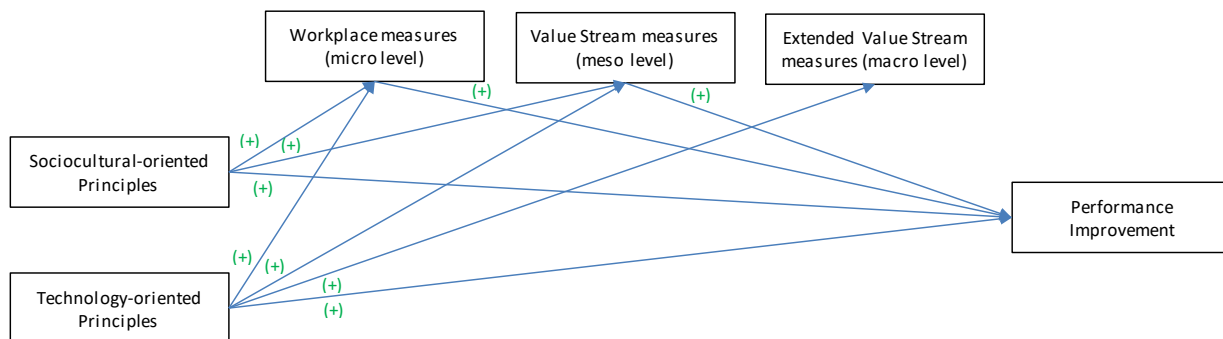 Workplace measures
(micro level)
Value Stream measures
(meso level)
Extended Value Stream
measures (macro level)
(+)
(+)
(+)
(+)
Sociocultural-oriented
Principles
(+)
Performance
Improvement
(+)
(+)
Technology-oriented
Principles
(+)
(+)